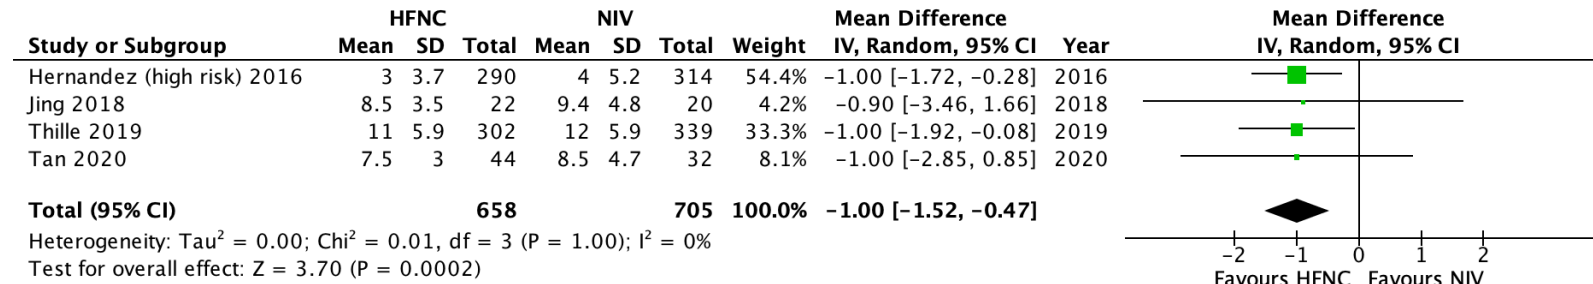 HFNC NIV Mean Difference Mean Difference
Study or Subgroup Mean SD Total Mean SD Total Weight IV, Random, 95% CI Year IV, Random, 95% CI
Hernandez (high risk) 2016 3 3.7 290 4 5.2 314 54.4% −1.00 [−1.72, −0.28] 2016
Jing 2018 8.5 3.5 22 9.4 4.8 20 4.2% −0.90 [−3.46, 1.66] 2018
Thille 2019 11 5.9 302 12 5.9 339 33.3% −1.00 [−1.92, −0.08] 2019
Tan 2020 7.5 3 44 8.5 4.7 32 8.1% −1.00 [−2.85, 0.85] 2020
Total (95% CI) 658 705 100.0% −1.00 [−1.52, −0.47]
Heterogeneity: Tau² = 0.00; Chi² = 0.01, df = 3 (P = 1.00); I² = 0%
Test for overall effect: Z = 3.70 (P = 0.0002)
−2 −1 0 1 2
Favours HFNC Favours NIV